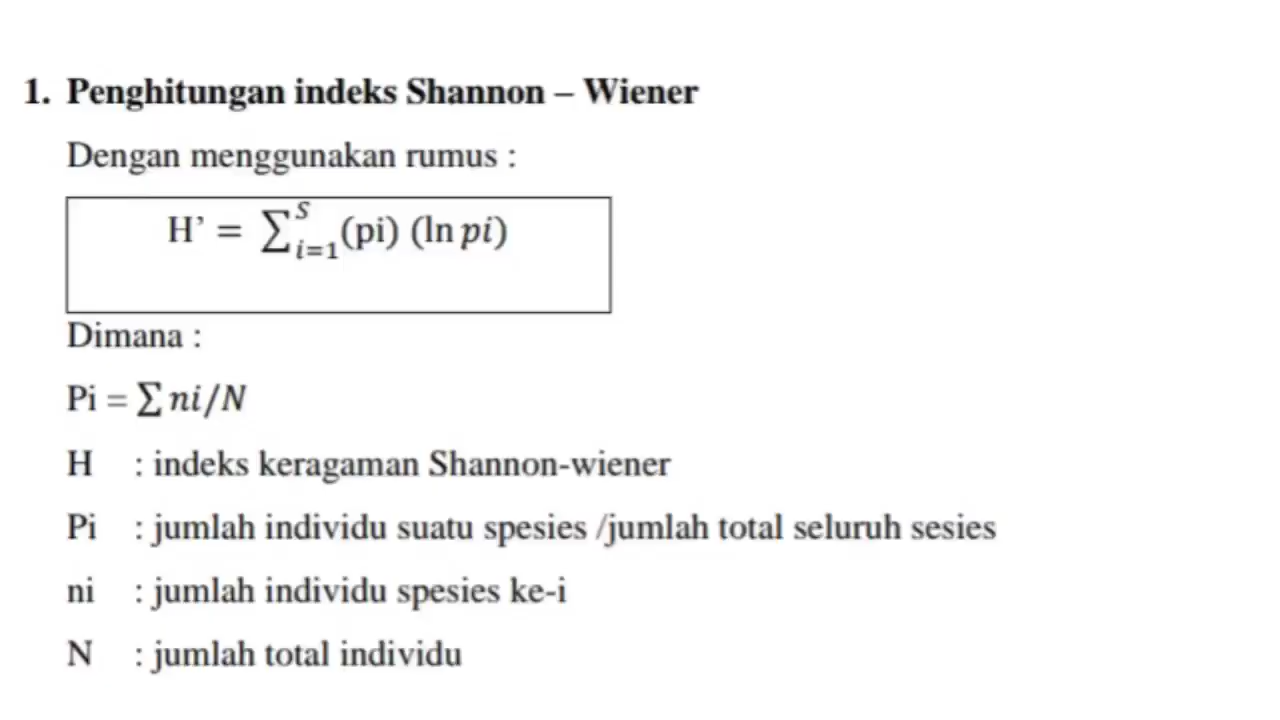 1. Penghitungan indeks Shannon – Wiener
Dengan menggunakan rumus :
H’ = ∑ᵢ₌₁ˢ (pi) (ln pi)
Dimana :
Pi = ∑ ni/N
H : indeks keragaman Shannon-wiener
Pi : jumlah individu suatu spesies /jumlah total seluruh sesies
ni : jumlah individu spesies ke-i
N : jumlah total individu